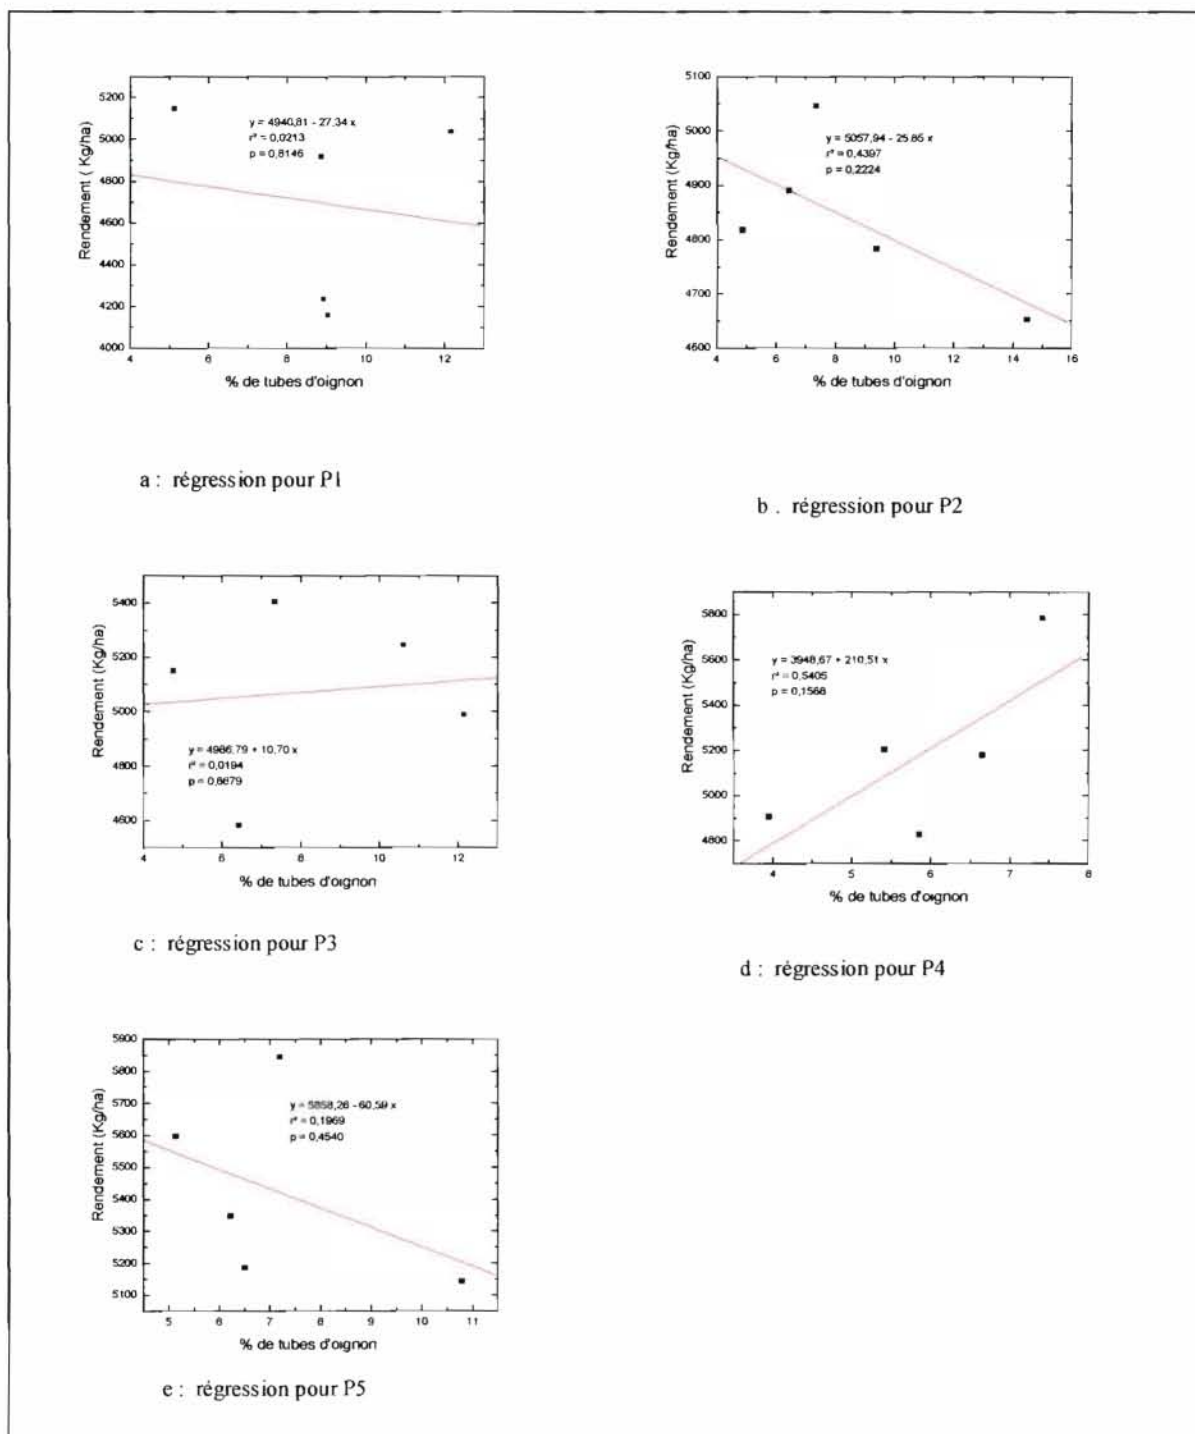 5200
5000
4800
4600
4400
4200
4000
Rendement ( Kg/ha)
y = 4940,81 - 27,34 x
r² = 0,0213
p = 0,8146
4 6 8 10 12
% de tubes d'oignon
a : régression pour P1
5100
5000
4900
4800
4700
4600
Rendement (Kg/ha)
y = 5057,94 - 25,85 x
r² = 0,4397
p = 0,2224
4 6 8 10 12 14 16
% de tubes d'oignon
b . régression pour P2
5400
5200
5000
4800
4600
Rendement (Kg/ha)
y = 4986,79 + 10,70 x
r² = 0,0194
4 6 8 10 12
% de tubes d'oignon
c : régression pour P3
5800
5600
5400
5200
5000
4800
Rendement (Kg/ha)
y = 3948,67 + 210,51 x
r² = 0,5405
p = 0,1568
4 5 6 7 8
% de tubes d'oignon
d : régression pour P4
5900
5800
5700
5600
5500
5400
5300
5200
5100
Rendement (Kg/ha)
y = 5858,26 - 60,59 x
r² = 0,1969
p = 0,4540
5 6 7 8 9 10 11
% de tubes d'oignon
e : régression pour P5